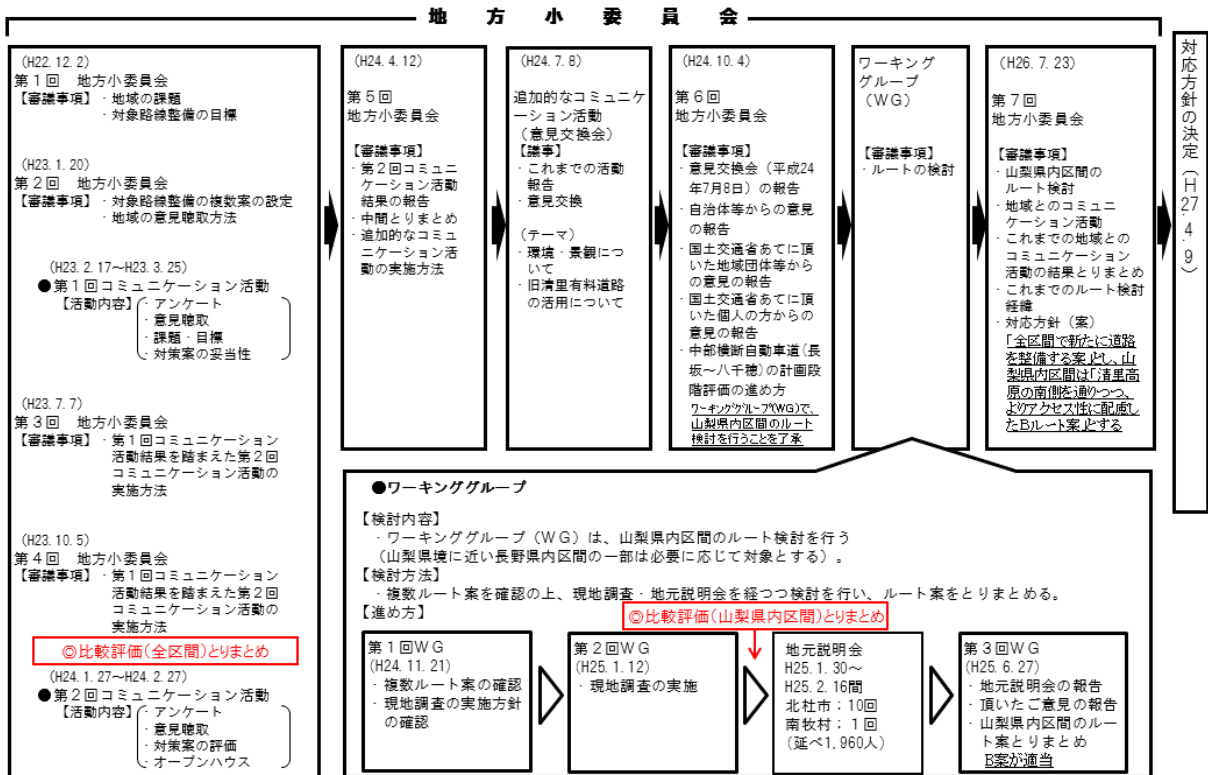 地方小委員会
(H22.12.2)
第１回　地方小委員会
【審議事項】・地域の課題
・対象路線整備の目標
(H23.1.20)
第２回　地方小委員会
【審議事項】・対象路線整備の複数案の設定
・地域の意見聴取方法
(H23.2.17～H23.3.25)
●第１回コミュニケーション活動
【活動内容】・アンケート
・意見聴取
・課題・目標
・対策案の妥当性
(H23.7.7)
第３回　地方小委員会
【審議事項】・第１回コミュニケーション
活動結果を踏まえた第２回
コミュニケーション活動の
実施方法
(H23.10.5)
第４回　地方小委員会
【審議事項】・第１回コミュニケーション
活動結果を踏まえた第２回
コミュニケーション活動の
実施方法
◎比較評価(全区間)とりまとめ
(H24.1.27～H24.2.27)
●第２回コミュニケーション活動
【活動内容】・アンケート
・意見聴取
・対策案の評価
・オープンハウス
(H24.4.12)
第５回
地方小委員会
【審議事項】
・第２回コミュニ
ケーション活動
結果の報告
・中間とりまとめ
・追加的なコミュ
ニケーション活
動の実施方法
(H24.7.8)
追加的なコミュニケ
ーション活動
（意見交換会）
【議事】
・これまでの活動
報告
・意見交換
（テーマ）
・環境・景観につ
いて
・旧清里有料道路
の活用について
(H24.10.4)
第６回
地方小委員会
【審議事項】
・意見交換会（平成24
年7月8日）の報告
・自治体等からの意見
の報告
・国土交通省あてに頂
いた地域団体等から
の意見の報告
・国土交通省あてに頂
いた個人の方からの
意見の報告
・中部横断自動車道(長
坂～八千穂)の計画段
階評価の進め方
ワーキンググループ(WG)で、
山梨県内区間のルート
検討を行うことを了承
ワーキング
グループ
（ＷＧ）
【審議事項】
・ルートの検討
(H26.7.23)
第７回
地方小委員会
【審議事項】
・山梨県内区間の
ルート検討
・地域とのコミュニ
ケーション活動
・これまでの地域との
コミュニケーション
活動の結果とりまとめ
・これまでのルート検討
経緯
・対応方針（案）
「全区間で新たに道路
を整備する案」とし、山
梨県内区間は「清里高
原の南側を通りつつ、
よりアクセス性に配慮し
たＢルート案」とする
対応方針の決定（H27.4.9）
●ワーキンググループ
【検討内容】
・ワーキンググループ（ＷＧ）は、山梨県内区間のルート検討を行う
（山梨県境に近い長野県内区間の一部は必要に応じて対象とする）。
【検討方法】
・複数ルート案を確認の上、現地調査・地元説明会を経つつ検討を行い、ルート案をとりまとめる。
【進め方】
◎比較評価(山梨県内区間)とりまとめ
第１回ＷＧ
(H24.11.21)
・複数ルート案の確認
・現地調査の実施方針
の確認
第２回ＷＧ
(H25.1.12)
・現地調査の実施
地元説明会
H25.1.30～
H25.2.16間
北杜市：10回
南牧村：１回
(延べ1,960人)
第３回ＷＧ
(H25.6.27)
・地元説明会の報告
・頂いたご意見の報告
・山梨県内区間のルー
ト案とりまとめ
B案が適当